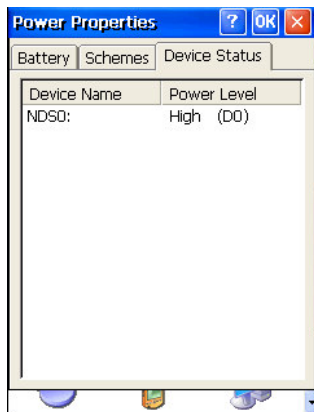 Power Properties ? OK ×
Battery Schemes Device Status
Device Name Power Level
NDS0: High (D0)